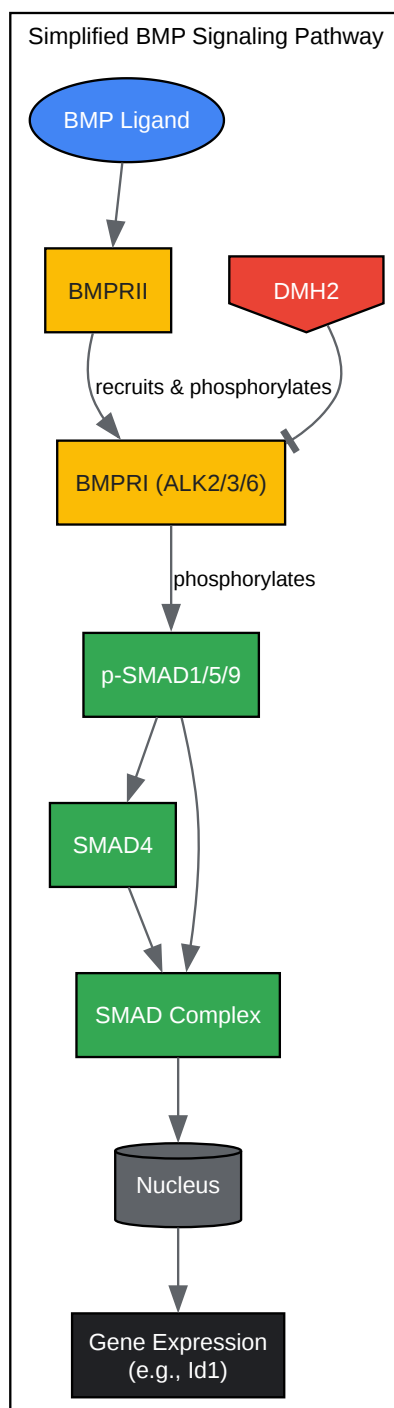 Simplified BMP Signaling Pathway
BMP Ligand
BMPRII
DMH2
recruits & phosphorylates
BMPRI (ALK2/3/6)
phosphorylates
p-SMAD1/5/9
SMAD4
SMAD Complex
Nucleus
Gene Expression
(e.g., Id1)